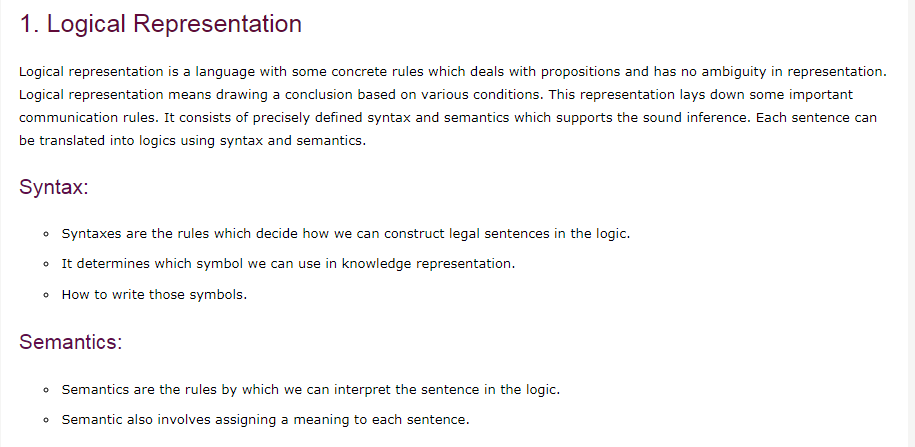 1. Logical Representation
Logical representation is a language with some concrete rules which deals with propositions and has no ambiguity in representation.
Logical representation means drawing a conclusion based on various conditions. This representation lays down some important
communication rules. It consists of precisely defined syntax and semantics which supports the sound inference. Each sentence can
be translated into logics using syntax and semantics.
Syntax:
Syntaxes are the rules which decide how we can construct legal sentences in the logic.
It determines which symbol we can use in knowledge representation.
How to write those symbols.
Semantics:
Semantics are the rules by which we can interpret the sentence in the logic.
Semantic also involves assigning a meaning to each sentence.